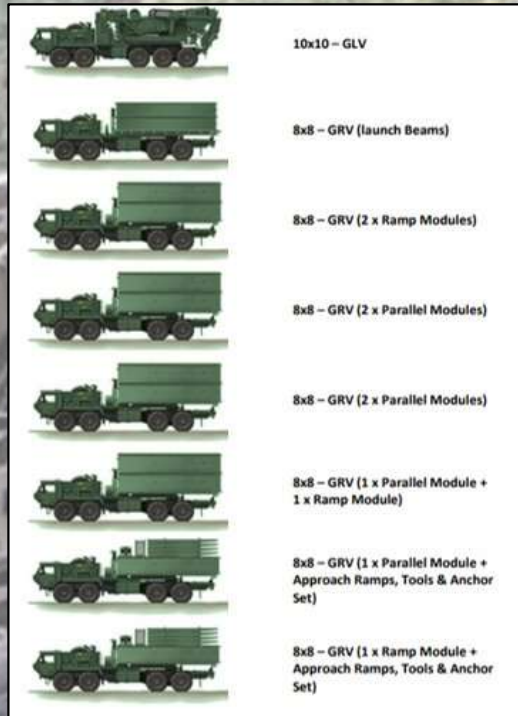 10x10 – GLV
8x8 – GRV (launch Beams)
8x8 – GRV (2 x Ramp Modules)
8x8 – GRV (2 x Parallel Modules)
8x8 – GRV (2 x Parallel Modules)
8x8 – GRV (1 x Parallel Module +
1 x Ramp Module)
8x8 – GRV (1 x Parallel Module +
Approach Ramps, Tools & Anchor
Set)
8x8 – GRV (1 x Ramp Module +
Approach Ramps, Tools & Anchor
Set)